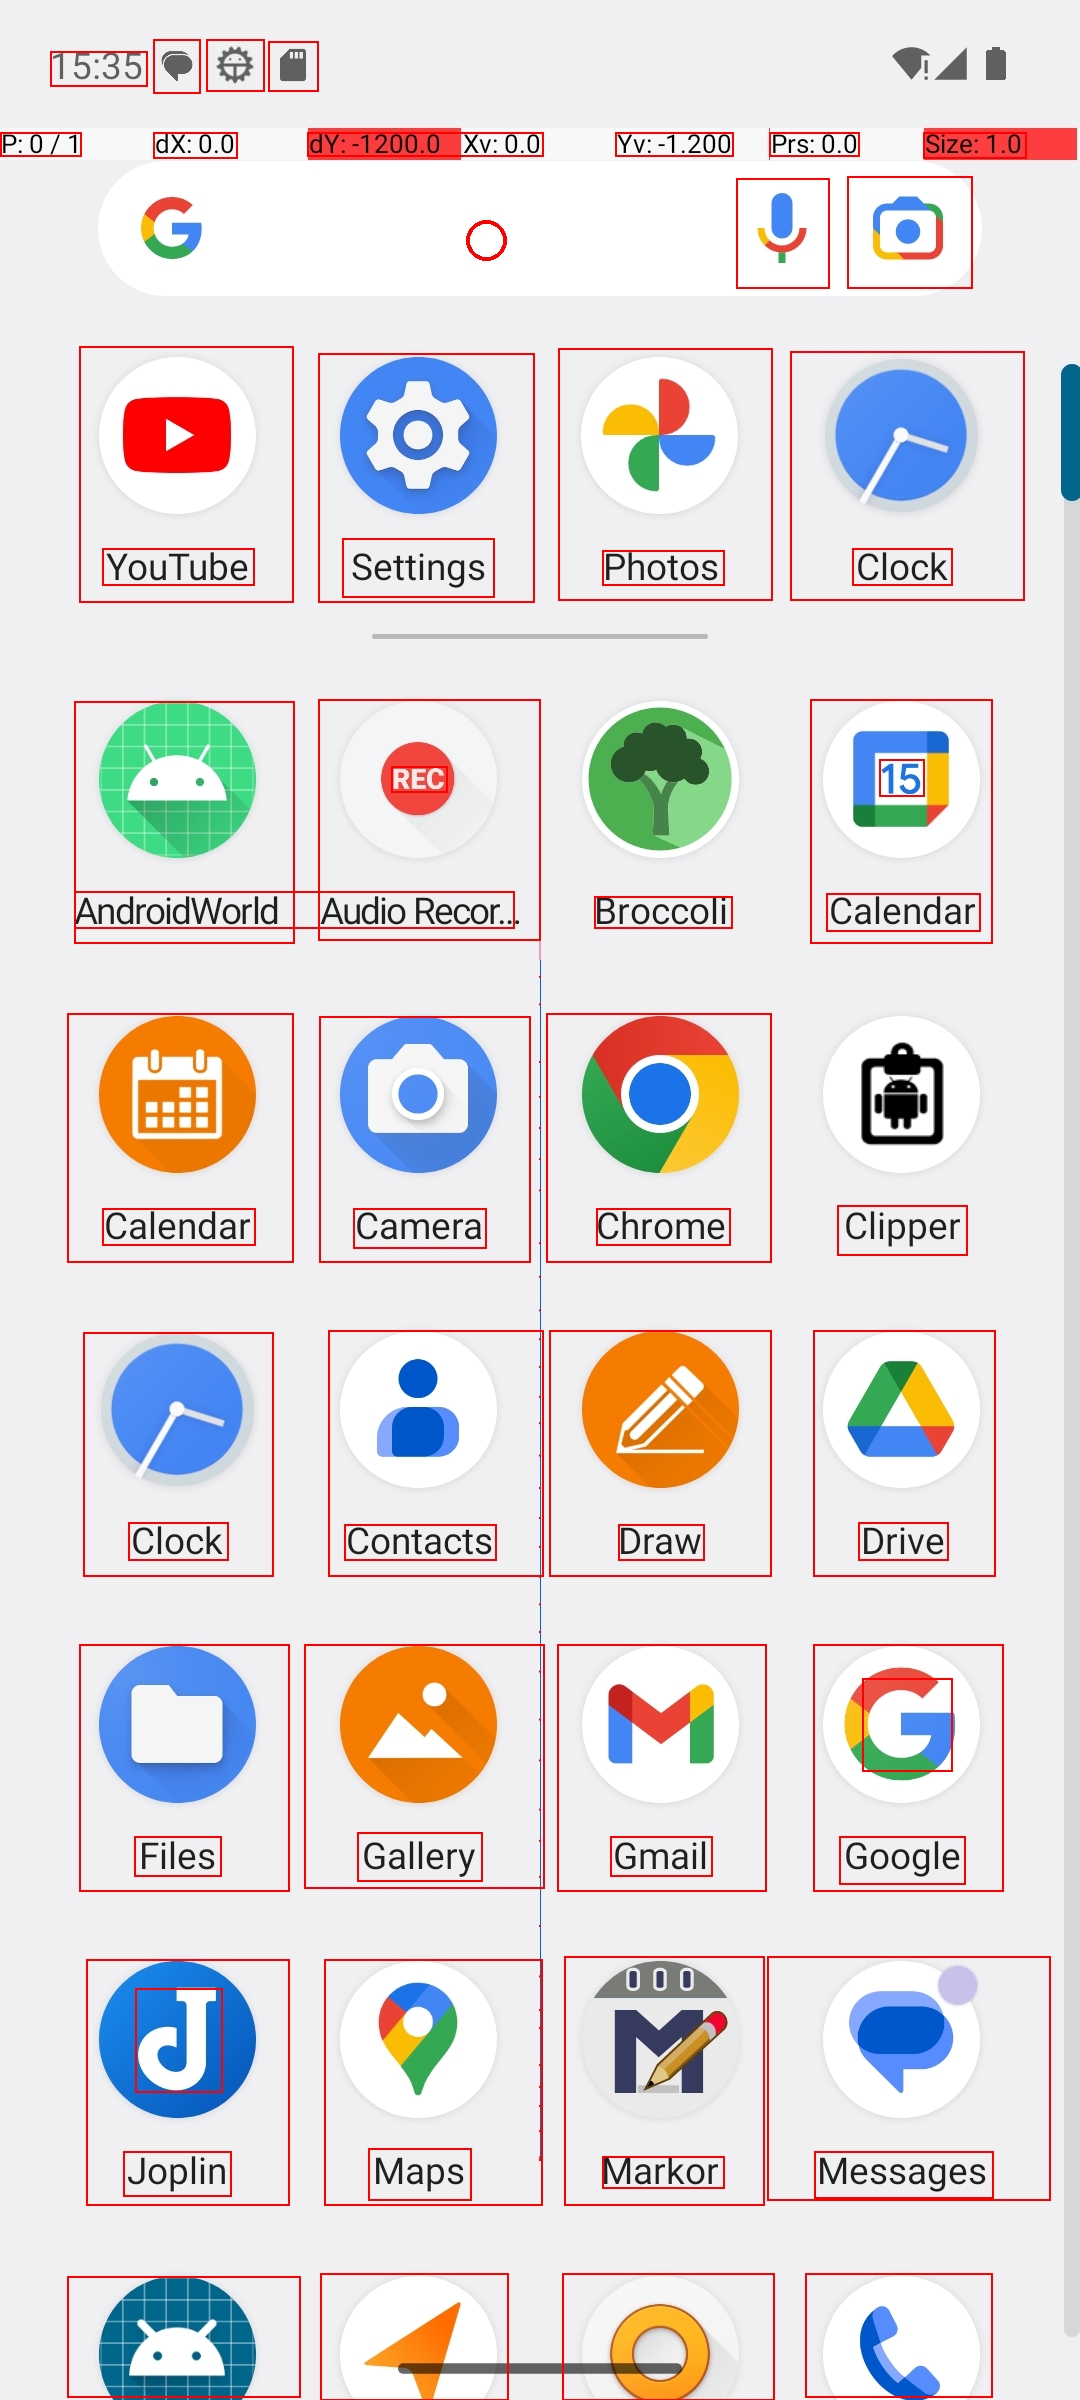 15:35
P: 0 / 1 dX: 0.0 dY: -1200.0 Xv: 0.0 Yv: -1.200 Prs: 0.0 Size: 1.0
YouTube Settings Photos Clock
REC 15
AndroidWorld Audio Recor... Broccoli Calendar
Calendar Camera Chrome Clipper
Clock Contacts Draw Drive
Files Gallery Gmail Google
Joplin Maps Markor Messages